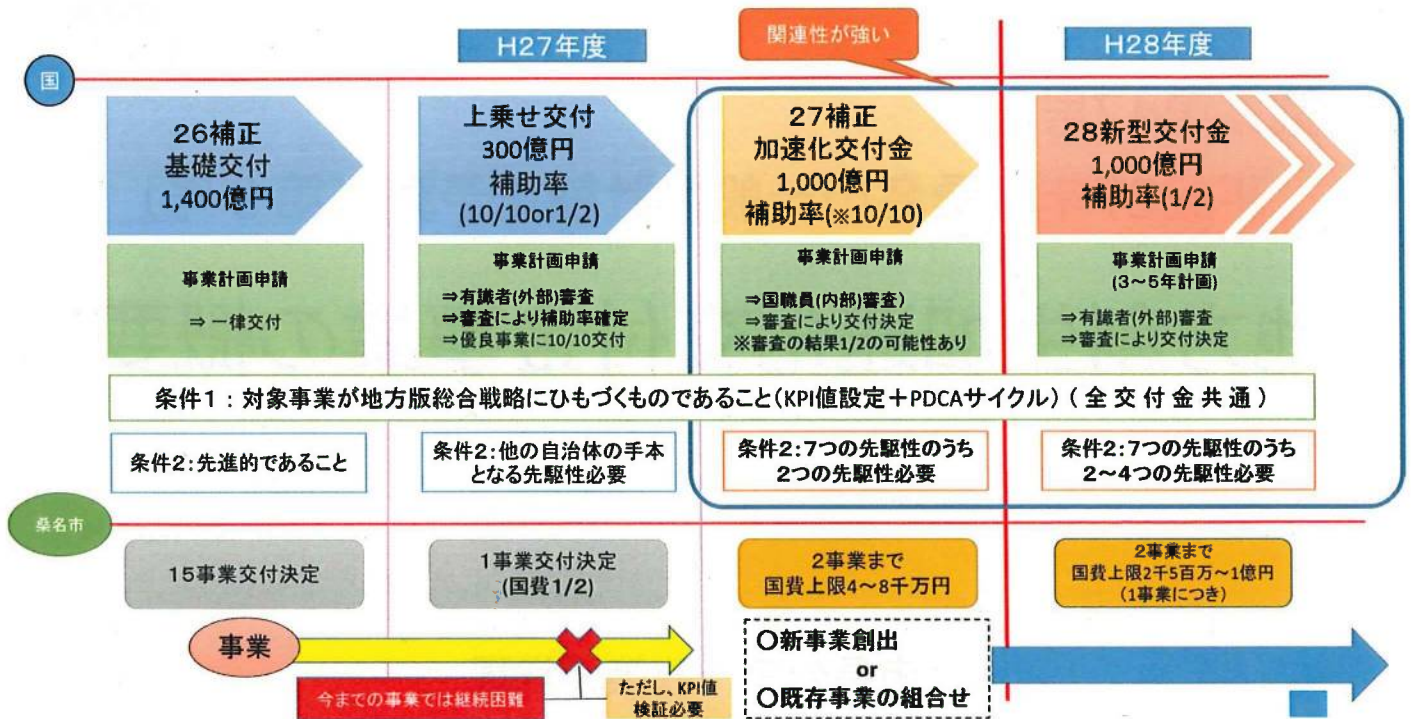 H27年度
関連性が強い
H28年度
国
26補正
基礎交付
1,400億円
上乗せ交付
300億円
補助率
(10/10or1/2)
27補正
加速化交付金
1,000億円
補助率(※10/10)
28新型交付金
1,000億円
補助率(1/2)
事業計画申請
⇒ 一律交付
事業計画申請
⇒有識者(外部)審査
⇒審査により補助率確定
⇒優良事業に10/10交付
事業計画申請
⇒国職員(内部)審査）
⇒審査により交付決定
※審査の結果1/2の可能性あり
事業計画申請
(3～5年計画)
⇒有識者(外部)審査
⇒審査により交付決定
条件1：対象事業が地方版総合戦略にひもづくものであること(KPI値設定＋PDCAサイクル)（全交付金共通）
条件2:先進的であること
条件2:他の自治体の手本
となる先駆性必要
条件2:7つの先駆性のうち
2つの先駆性必要
条件2:7つの先駆性のうち
2～4つの先駆性必要
桑名市
15事業交付決定
1事業交付決定
(国費1/2)
2事業まで
国費上限4～8千万円
2事業まで
国費上限2千5百万～1億円
(1事業につき)
事業
今までの事業では継続困難
ただし、KPI値
検証必要
〇新事業創出
or
〇既存事業の組合せ